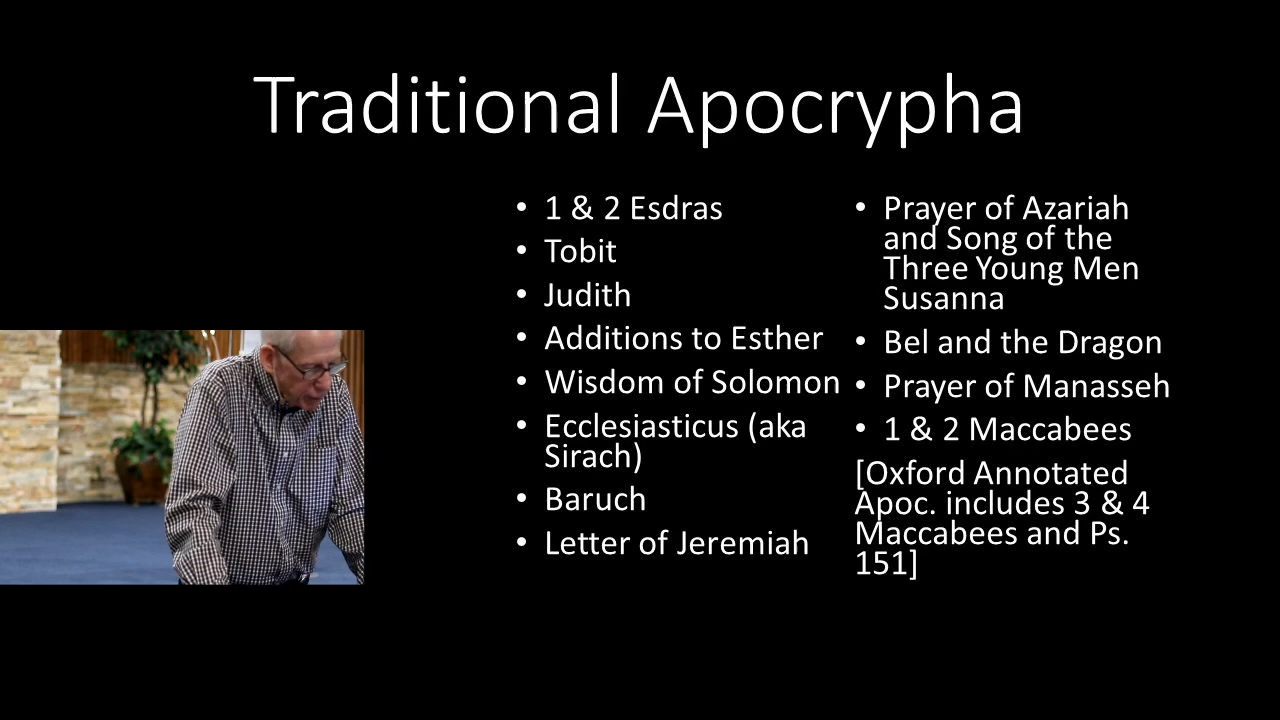 Traditional Apocrypha
• 1 & 2 Esdras
• Tobit
• Judith
• Additions to Esther
• Wisdom of Solomon
• Ecclesiasticus (aka
Sirach)
• Baruch
• Letter of Jeremiah
• Prayer of Azariah
and Song of the
Three Young Men
Susanna
• Bel and the Dragon
• Prayer of Manasseh
• 1 & 2 Maccabees
[Oxford Annotated
Apoc. includes 3 & 4
Maccabees and Ps.
151]